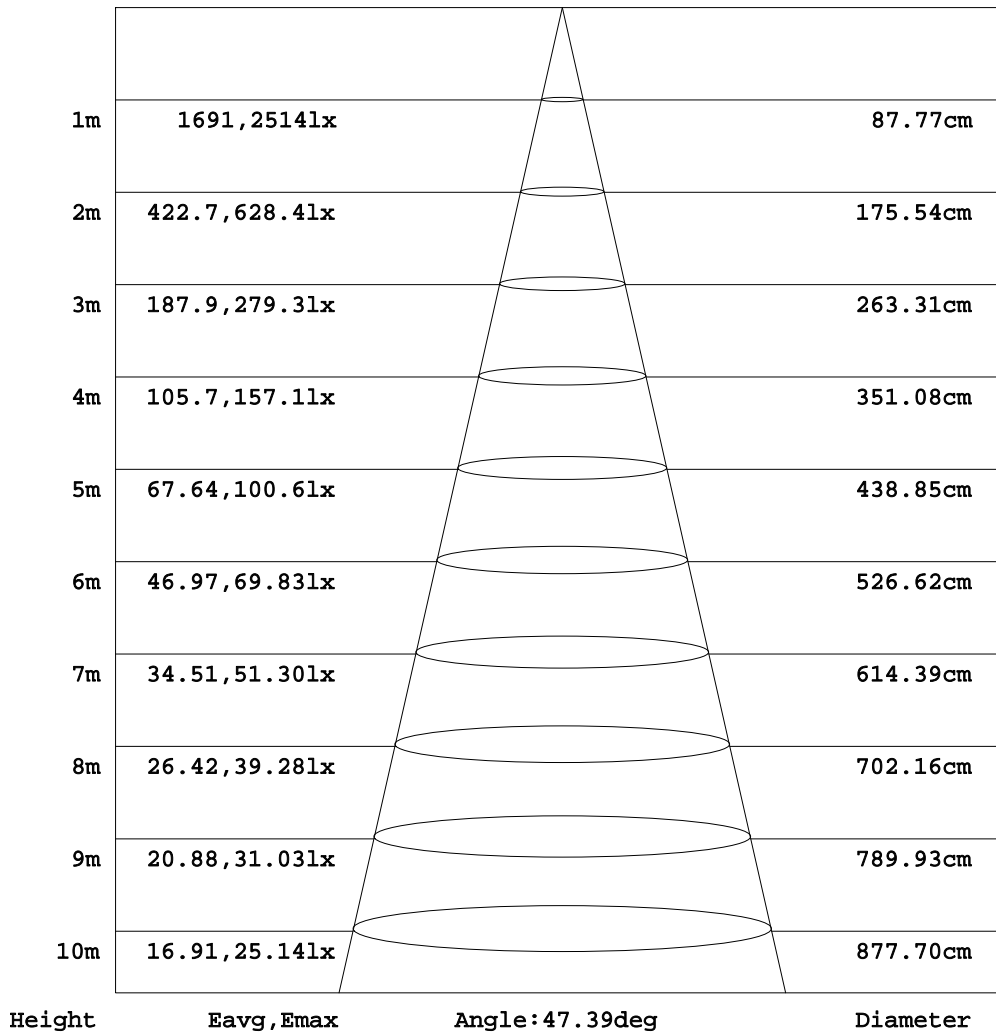 1m 1691,2514lx 87.77cm
2m 422.7,628.4lx 175.54cm
3m 187.9,279.3lx 263.31cm
4m 105.7,157.1lx 351.08cm
5m 67.64,100.6lx 438.85cm
6m 46.97,69.83lx 526.62cm
7m 34.51,51.30lx 614.39cm
8m 26.42,39.28lx 702.16cm
9m 20.88,31.03lx 789.93cm
10m 16.91,25.14lx 877.70cm
Height Eavg,Emax Angle:47.39deg Diameter